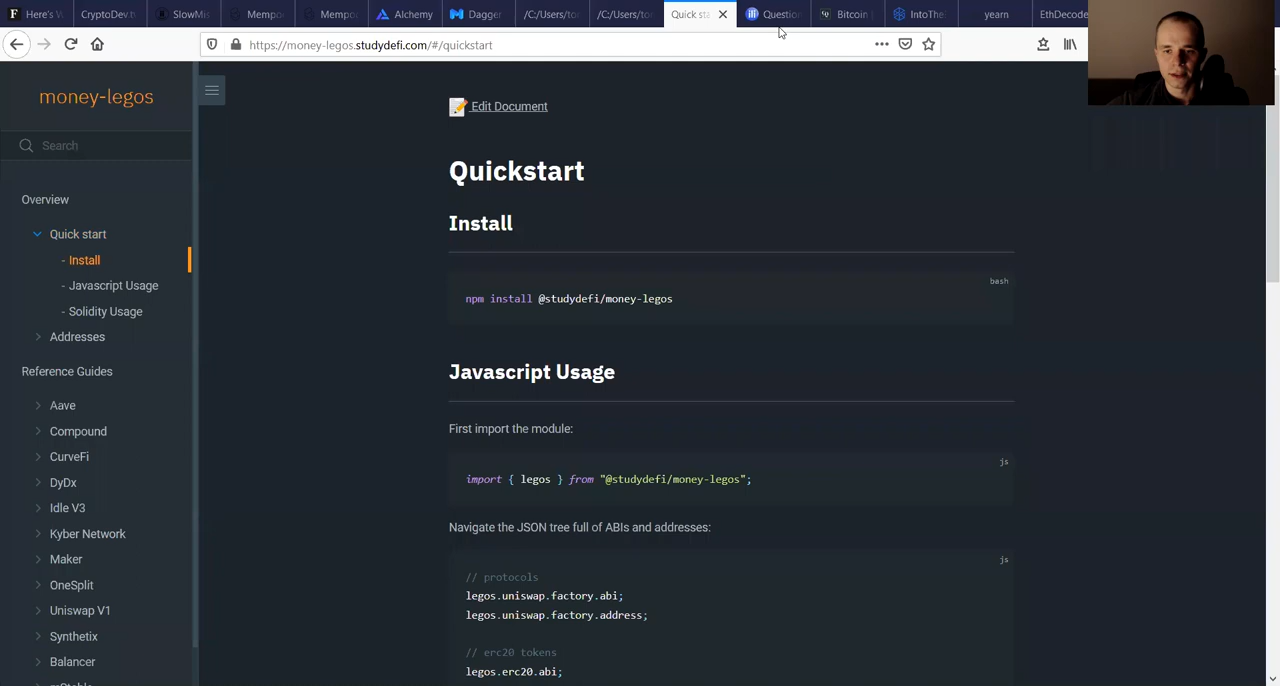 Here's W
CryptoDev t
SlowMis
Mempo
Mempoo
Alchemy
Dagger
/C:/Users/to
/C:/Users/to
Quick sta
Question
Bitcoin
IntoThe
yearn
EthDecode
https://money-legos.studydefi.com/#/quickstart
money-legos
Search
Overview
Quick start
- Install
- Javascript Usage
- Solidity Usage
Addresses
Reference Guides
Aave
Compound
CurveFi
DyDx
Idle V3
Kyber Network
Maker
OneSplit
Uniswap V1
Synthetix
Balancer
Edit Document
Quickstart
Install
bash
npm install @studydefi/money-legos
Javascript Usage
First import the module:
js
import { legos } from "@studydefi/money-legos";
Navigate the JSON tree full of ABIs and addresses:
js
// protocols
legos.uniswap.factory.abi;
legos.uniswap.factory.address;
// erc20 tokens
legos.erc20.abi;